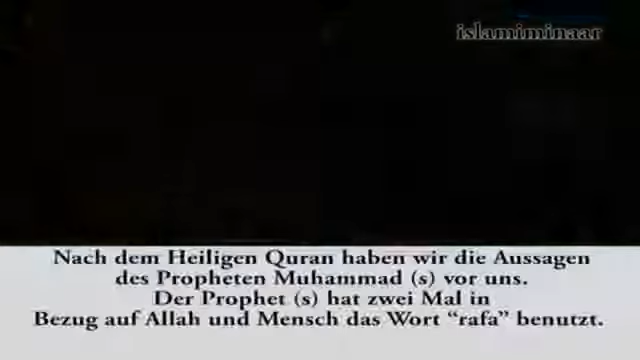 islamiminaar
Nach dem Heiligen Quran haben wir die Aussagen
des Propheten Muhammad (s) vor uns.
Der Prophet (s) hat zwei Mal in
Bezug auf Allah und Mensch das Wort “rafa” benutzt.